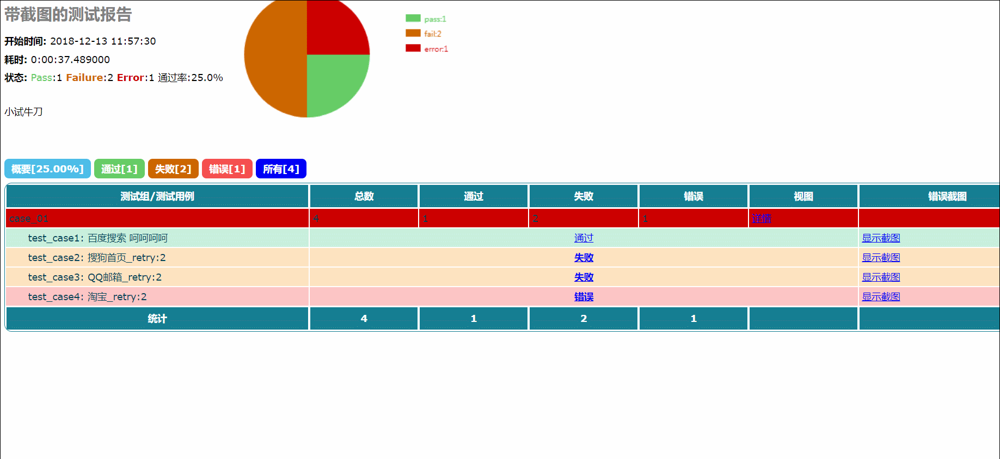 带截图的测试报告
开始时间: 2018-12-13 11:57:30
耗时: 0:00:37.489000
状态: Pass:1 Failure:2 Error:1 通过率:25.0%
小试牛刀
pass:1
fail:2
error:1
概要[25.00%] 通过[1] 失败[2] 错误[1] 所有[4]
测试组/测试用例 总数 通过 失败 错误 视图 错误截图
case_01 4 1 2 1 详情
test_case1: 百度搜索 呵呵呵呵 通过 显示截图
test_case2: 搜狗首页_retry:2 失败 显示截图
test_case3: QQ邮箱_retry:2 失败 显示截图
test_case4: 淘宝_retry:2 错误 显示截图
统计 4 1 2 1